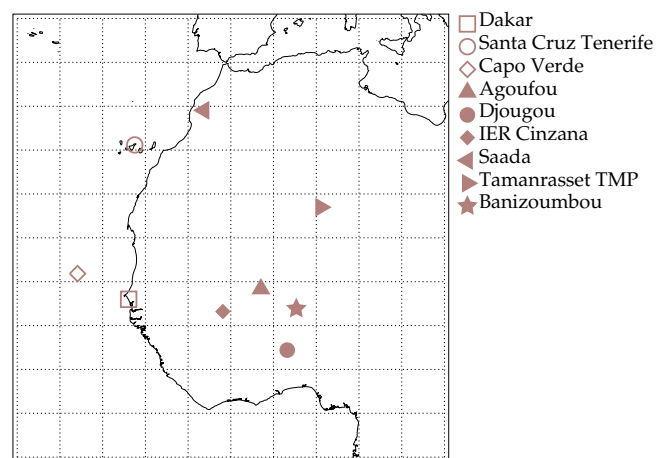 Dakar
Santa Cruz Tenerife
Capo Verde
Agoufou
Djougou
IER Cinzana
Saada
Tamanrasset TMP
Banizoumbou